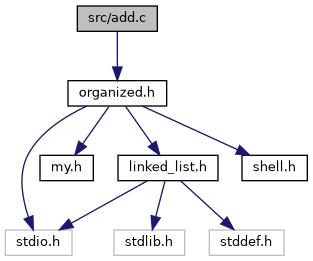 src/add.c
organized.h
my.h
linked_list.h
shell.h
stdio.h
stdlib.h
stddef.h